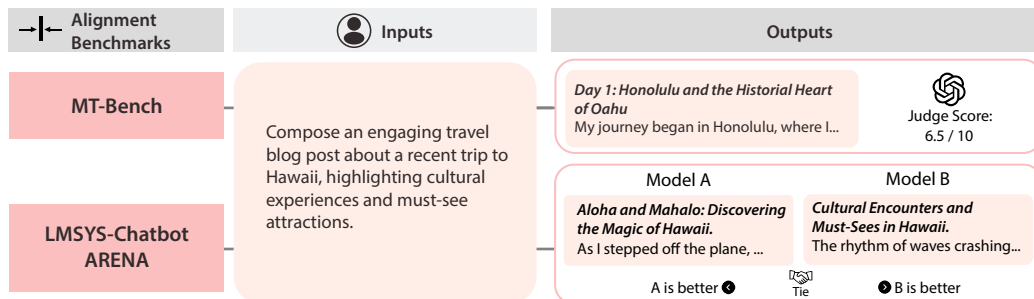 Alignment
Benchmarks
Inputs
Outputs
MT-Bench
LMSYS-Chatbot
ARENA
Compose an engaging travel
blog post about a recent trip to
Hawaii, highlighting cultural
experiences and must-see
attractions.
Day 1: Honolulu and the Historial Heart
of Oahu
My journey began in Honolulu, where I...
Judge Score:
6.5 / 10
Model A
Aloha and Mahalo: Discovering
the Magic of Hawaii.
As I stepped off the plane, ...
Model B
Cultural Encounters and
Must-Sees in Hawaii.
The rhythm of waves crashing...
A is better
Tie
B is better